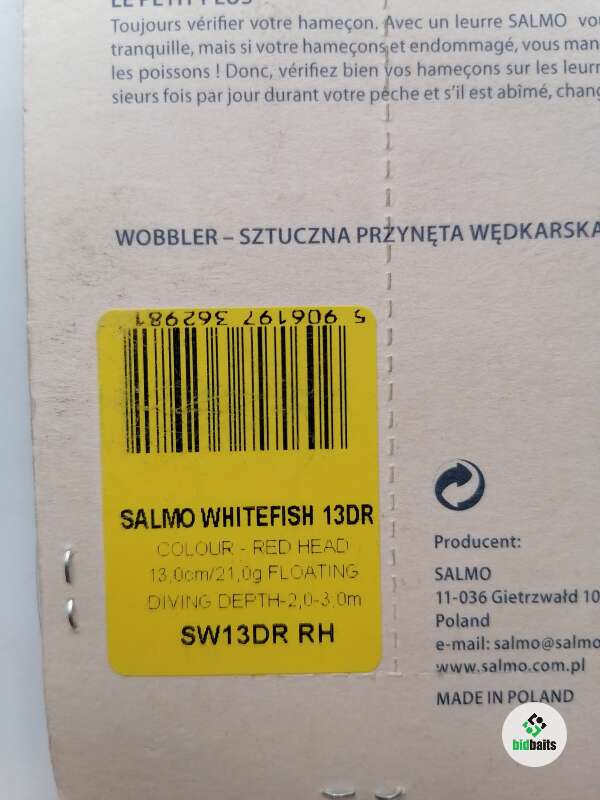 LE PETIT PLUS
Toujours vérifier votre hameçon. Avec un leurre SALMO vou
tranquille, mais si votre hameçons et endommagé, vous man
les poissons ! Donc, vérifiez bien vos hameçons sur les leurr
sieurs fois par jour durant votre pêche et s'il est abîmé, chang
WOBBLER – SZTUCZNA PRZYNĘTA WĘDKARSKA
5 906197 362981
SALMO WHITEFISH 13DR
COLOUR - RED HEAD
13,0cm/21,0g FLOATING
DIVING DEPTH-2,0-3,0m
SW13DR RH
Producent:
SALMO
11-036 Gietrzwałd 10
Poland
e-mail: salmo@salmo
www.salmo.com.pl
MADE IN POLAND
bidbaits